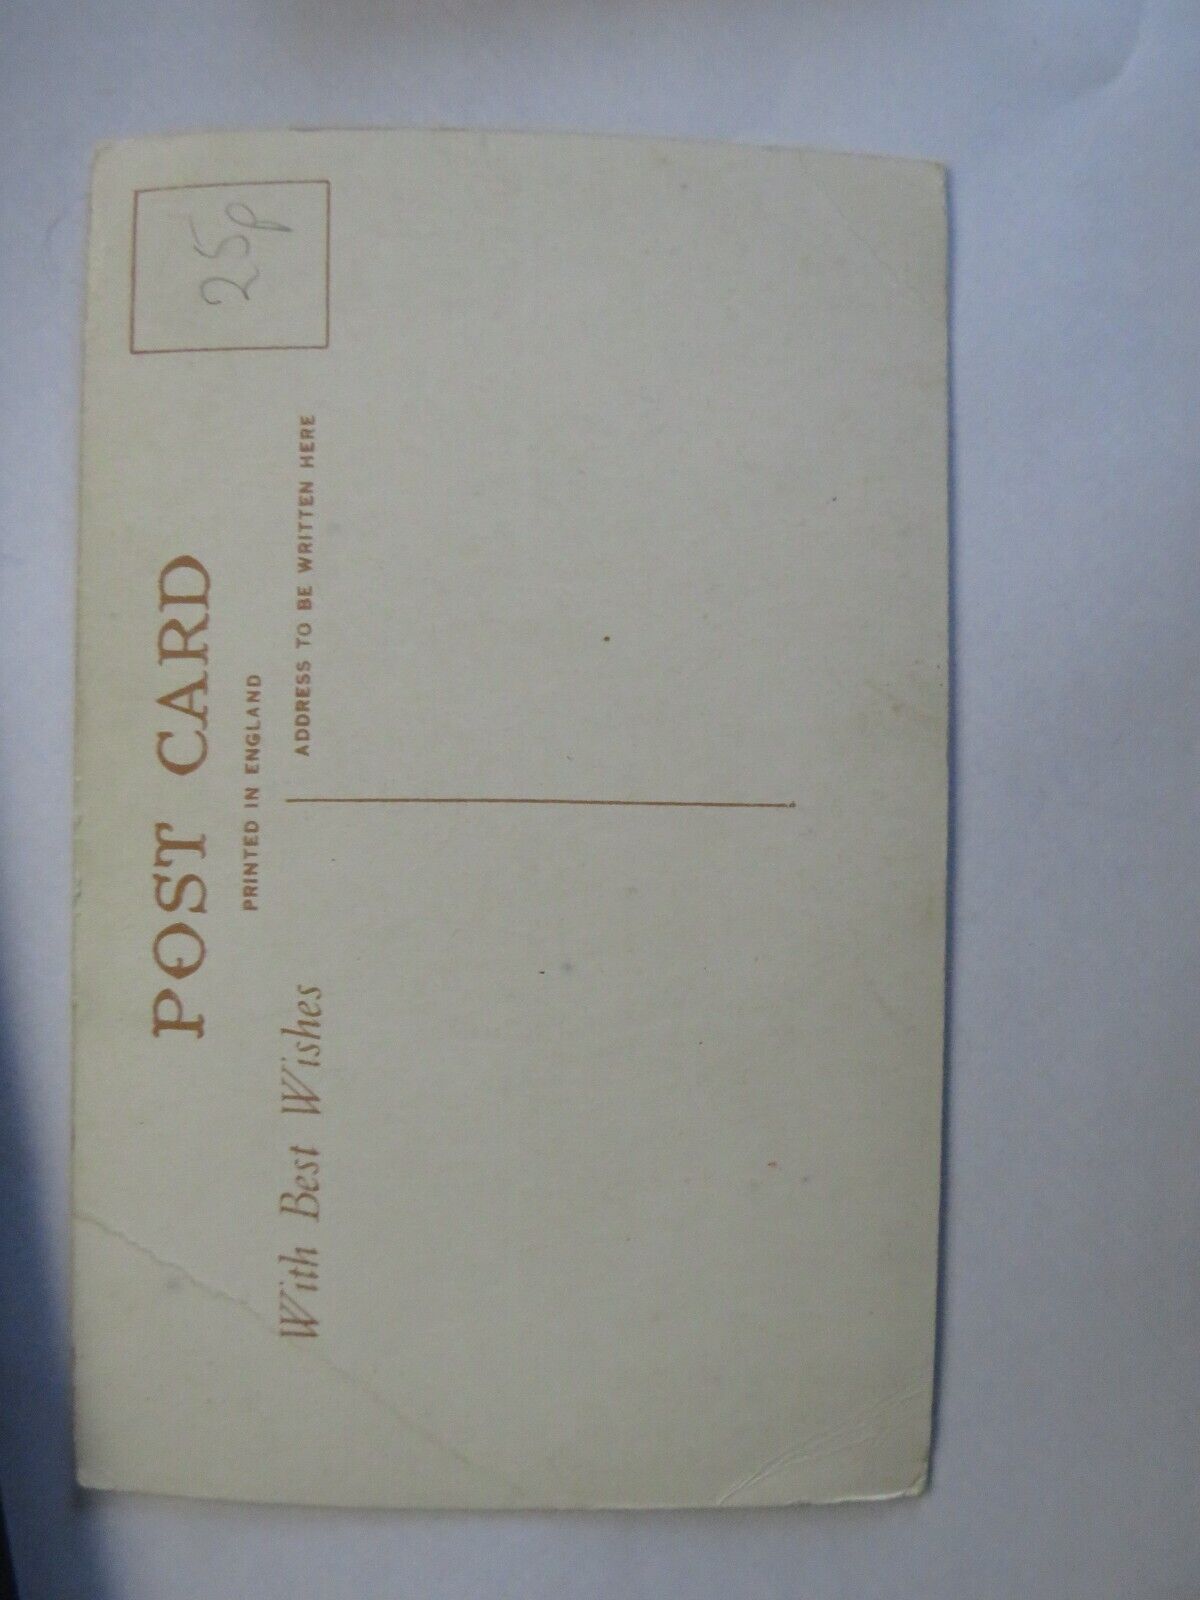 POST CARD
25p
PRINTED IN ENGLAND
With Best Wishes
ADDRESS TO BE WRITTEN HERE